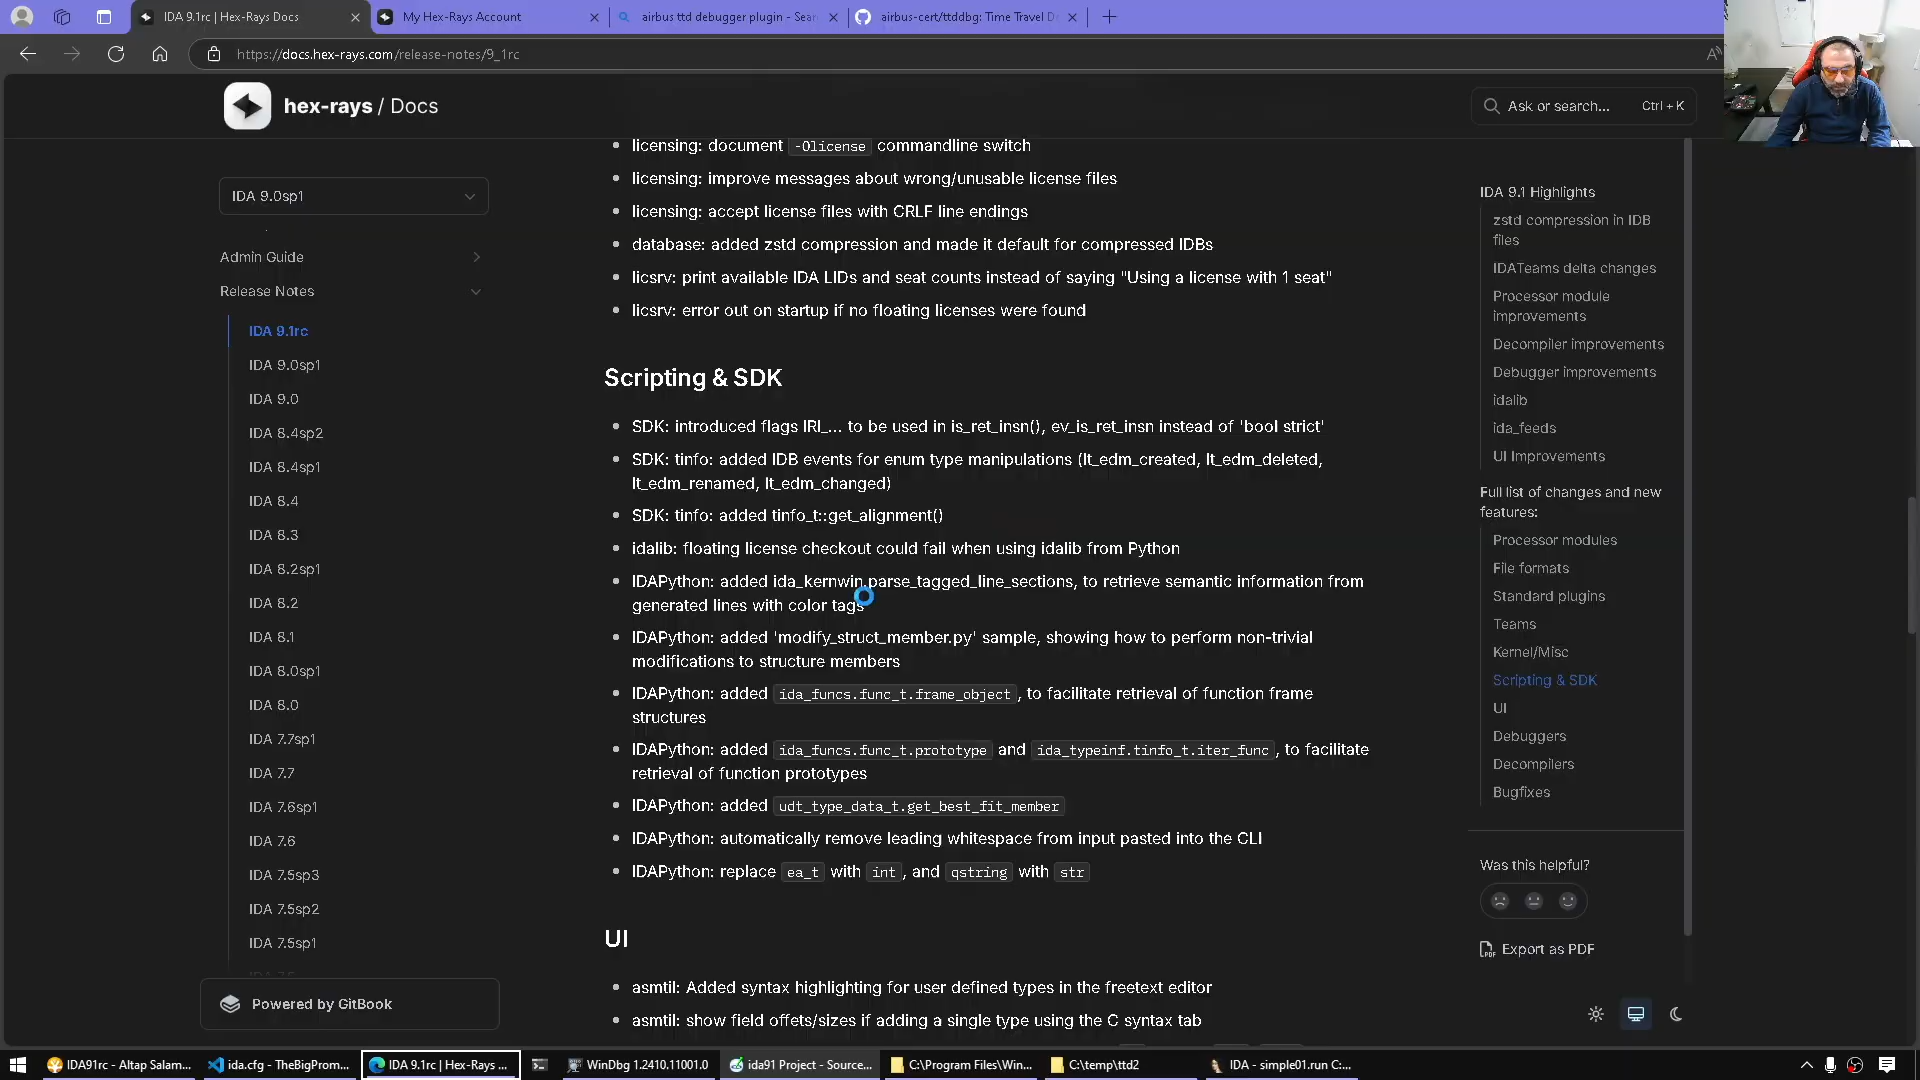 IDA 9.1rc | Hex-Rays Docs
My Hex-Rays Account
airbus ttd debugger plugin - Sear
airbus-cert/ttddbg: Time Travel D
https://docs.hex-rays.com/release-notes/9_1rc
hex-rays / Docs
Ask or search...
Ctrl + K
IDA 9.0sp1
Admin Guide
Release Notes
IDA 9.1rc
IDA 9.0sp1
IDA 9.0
IDA 8.4sp2
IDA 8.4sp1
IDA 8.4
IDA 8.3
IDA 8.2sp1
IDA 8.2
IDA 8.1
IDA 8.0sp1
IDA 8.0
IDA 7.7sp1
IDA 7.7
IDA 7.6sp1
IDA 7.6
IDA 7.5sp3
IDA 7.5sp2
IDA 7.5sp1
Powered by GitBook
licensing: document -Olicense commandline switch
licensing: improve messages about wrong/unusable license files
licensing: accept license files with CRLF line endings
database: added zstd compression and made it default for compressed IDBs
licsrv: print available IDA LIDs and seat counts instead of saying "Using a license with 1 seat"
licsrv: error out on startup if no floating licenses were found
Scripting & SDK
SDK: introduced flags IRI_... to be used in is_ret_insn(), ev_is_ret_insn instead of 'bool strict'
SDK: tinfo: added IDB events for enum type manipulations (lt_edm_created, lt_edm_deleted,
lt_edm_renamed, lt_edm_changed)
SDK: tinfo: added tinfo_t::get_alignment()
idalib: floating license checkout could fail when using idalib from Python
IDAPython: added ida_kernwin.parse_tagged_line_sections, to retrieve semantic information from
generated lines with color tags
IDAPython: added 'modify_struct_member.py' sample, showing how to perform non-trivial
modifications to structure members
IDAPython: added ida_funcs.func_t.frame_object, to facilitate retrieval of function frame
structures
IDAPython: added ida_funcs.func_t.prototype and ida_typeinf.tinfo_t.iter_func, to facilitate
retrieval of function prototypes
IDAPython: added udt_type_data_t.get_best_fit_member
IDAPython: automatically remove leading whitespace from input pasted into the CLI
IDAPython: replace ea_t with int, and qstring with str
UI
asmtil: Added syntax highlighting for user defined types in the freetext editor
asmtil: show field offets/sizes if adding a single type using the C syntax tab
IDA 9.1 Highlights
zstd compression in IDB
files
IDATeams delta changes
Processor module
improvements
Decompiler improvements
Debugger improvements
idalib
ida_feeds
UI Improvements
Full list of changes and new
features:
Processor modules
File formats
Standard plugins
Teams
Kernel/Misc
Scripting & SDK
UI
Debuggers
Decompilers
Bugfixes
Was this helpful?
Export as PDF
IDA91rc - Altap Salam...
ida.cfg - TheBigProm...
IDA 9.1rc | Hex-Rays ...
WinDbg 1.2410.11001.0
ida91 Project - Source...
C:\Program Files\Win...
C:\temp\ttd2
IDA - simple01.run C:...